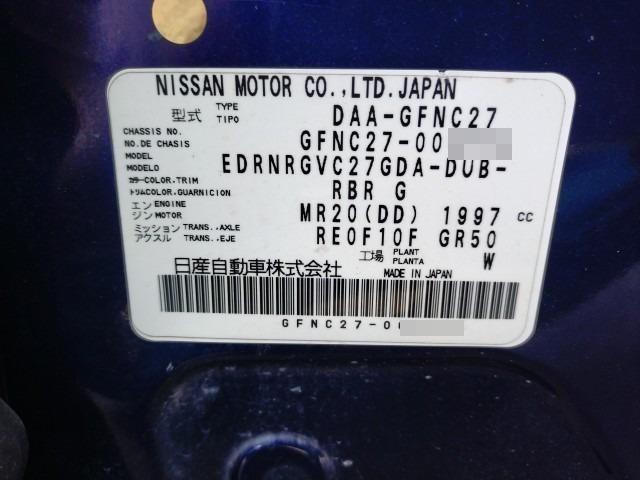 NISSAN MOTOR CO.,LTD.JAPAN
型式 TYPE TIPO DAA-GFNC27
CHASSIS NO. NO.DE CHASIS GFNC27-00
MODEL MODELO EDRNRGVC27GDA-DUB-
カラー COLOR.TRIM トリムCOLOR.GUARNICION RBR G
エンジン ENGINE MOTOR MR20(DD) 1997 cc
ミッション アクスル TRANS..AXLE TRANS..EJE RE0F10F GR50
工場 PLANT PLANTA W
日産自動車株式会社 MADE IN JAPAN
GFNC27-00